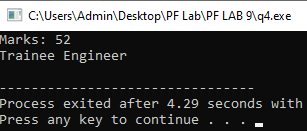 C:\Users\Admin\Desktop\PF Lab\PF LAB 9\q4.exe
Marks: 52
Trainee Engineer
--------------------------------
Process exited after 4.29 seconds with
Press any key to continue . . .